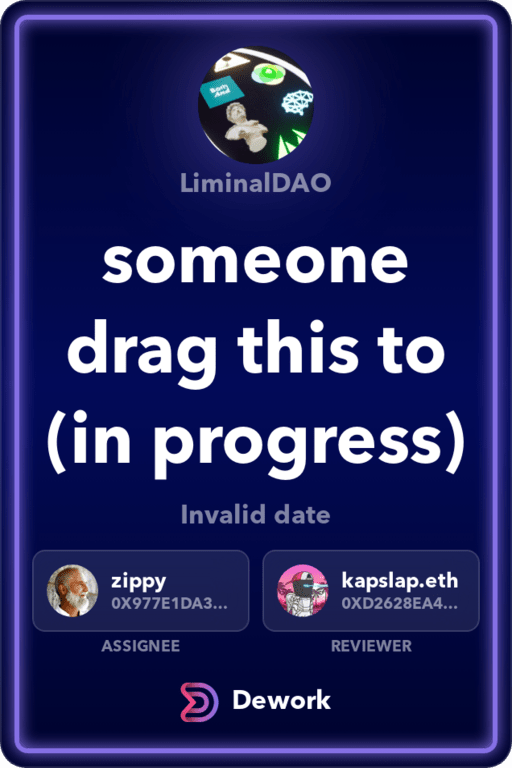 LiminalDAO
someone
drag this to
(in progress)
Invalid date
zippy
0X977E1DA3...
kapslap.eth
0XD2628EA4...
ASSIGNEE
REVIEWER
Dework